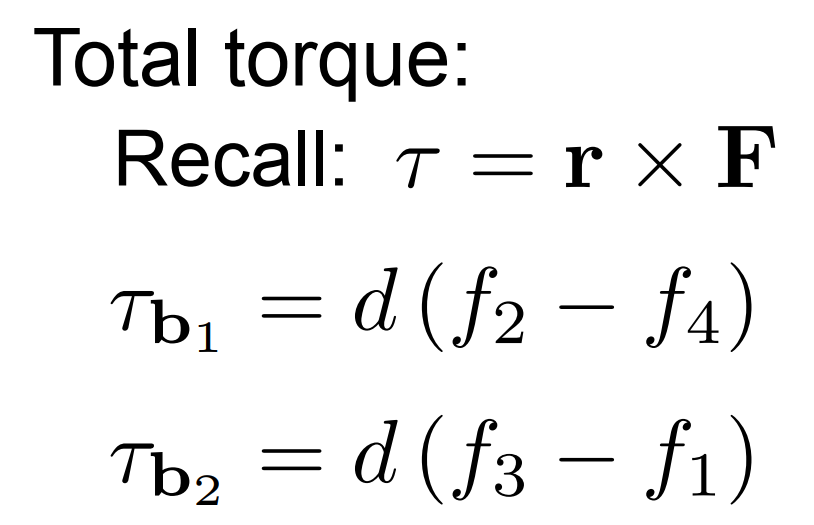 Total torque:
Recall: τ = r × F
τ_b₁ = d (f₂ − f₄)
τ_b₂ = d (f₃ − f₁)